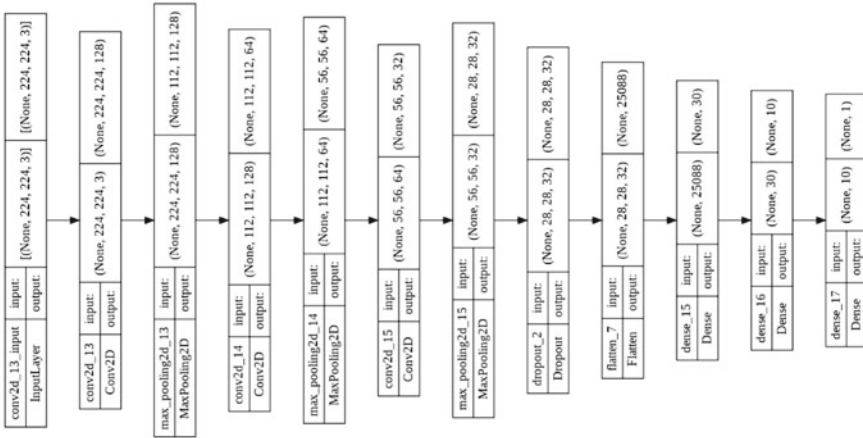 conv2d_13_input input: [(None, 224, 224, 3)] [(None, 224, 224, 3)]
InputLayer output:
conv2d_13 input: (None, 224, 224, 3) (None, 224, 224, 128)
Conv2D output:
max_pooling2d_13 input: (None, 224, 224, 128) (None, 112, 112, 128)
MaxPooling2D output:
conv2d_14 input: (None, 112, 112, 128) (None, 112, 112, 64)
Conv2D output:
max_pooling2d_14 input: (None, 112, 112, 64) (None, 56, 56, 64)
MaxPooling2D output:
conv2d_15 input: (None, 56, 56, 64) (None, 56, 56, 32)
Conv2D output:
max_pooling2d_15 input: (None, 56, 56, 32) (None, 28, 28, 32)
MaxPooling2D output:
dropout_2 input: (None, 28, 28, 32) (None, 28, 28, 32)
Dropout output:
flatten_7 input: (None, 28, 28, 32) (None, 25088)
Flatten output:
dense_15 input: (None, 25088) (None, 30)
Dense output:
dense_16 input: (None, 30) (None, 10)
Dense output:
dense_17 input: (None, 10) (None, 1)
Dense output: